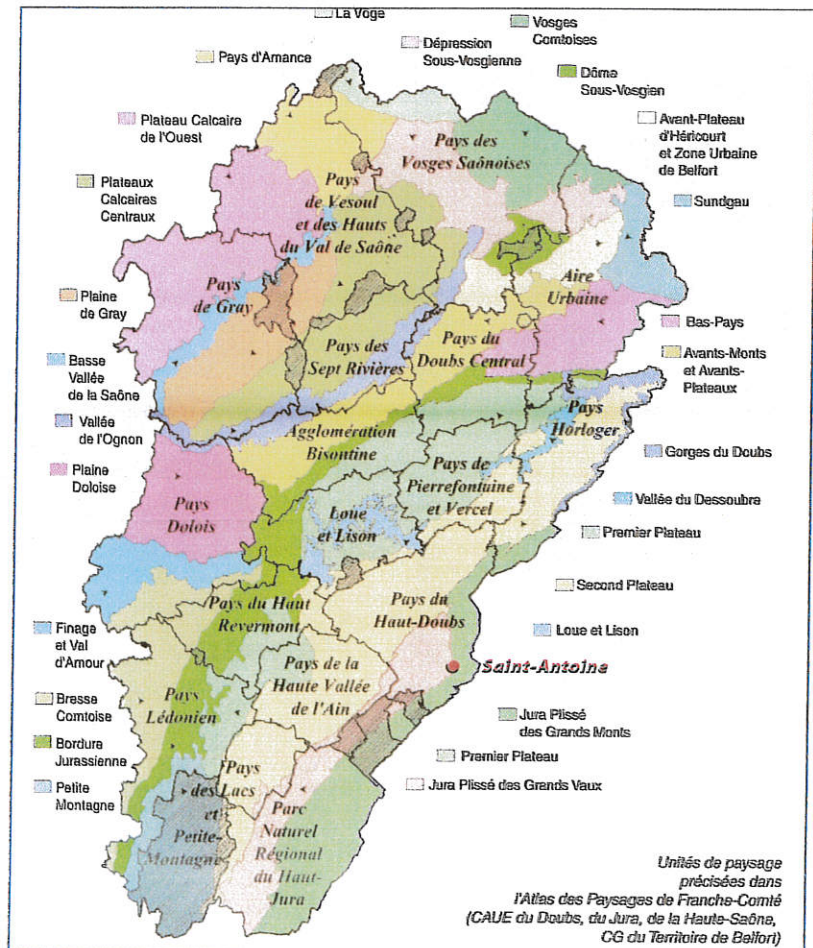 La Voge
Vosges
Comtoises
Dépression
Sous-Vosgienne
Pays d'Amance
Dôme
Sous-Vosgien
Plateau Calcaire
de l'Ouest
Avant-Plateau
d'Héricourt
et Zone Urbaine
de Belfort
Pays des
Vosges Saônoises
Plateaux
Calcaires
Centraux
Pays
de Vesoul
et des Hauts
du Val de Saône
Sundgau
Pays
de Gray
Aire
Urbaine
Plaine
de Gray
Bas-Pays
Pays des
Sept Rivières
Pays du
Doubs Central
Basse
Vallée
de la Saône
Avants-Monts
et Avants-
Plateaux
Vallée
de l'Ognon
Agglomération
Bisontine
Pays
Horloger
Gorges du Doubs
Plaine
Doloise
Pays
Dolois
Pays de
Pierrefontaine
et Vercel
Vallée du Dessoubre
Loue
et Lison
Premier Plateau
Second Plateau
Pays du Haut
Revermont
Pays du
Haut-Doubs
Finage
et Val
d'Amour
Loue et Lison
Pays de la
Haute Vallée
de l'Ain
Saint-Antoine
Bresse
Comtoise
Pays
Lédonien
Jura Plissé
des Grands Monts
Bordure
Jurassienne
Premier Plateau
Petite
Montagne
Pays
des Lacs
et
Petite-
Montagne
Jura Plissé des Grands Vaux
Parc
Naturel
Régional
du Haut-
Jura
Unités de paysage
précisées dans
l'Atlas des Paysages de Franche-Comté
(CAUE du Doubs, du Jura, de la Haute-Saône,
CG du Territoire de Belfort)